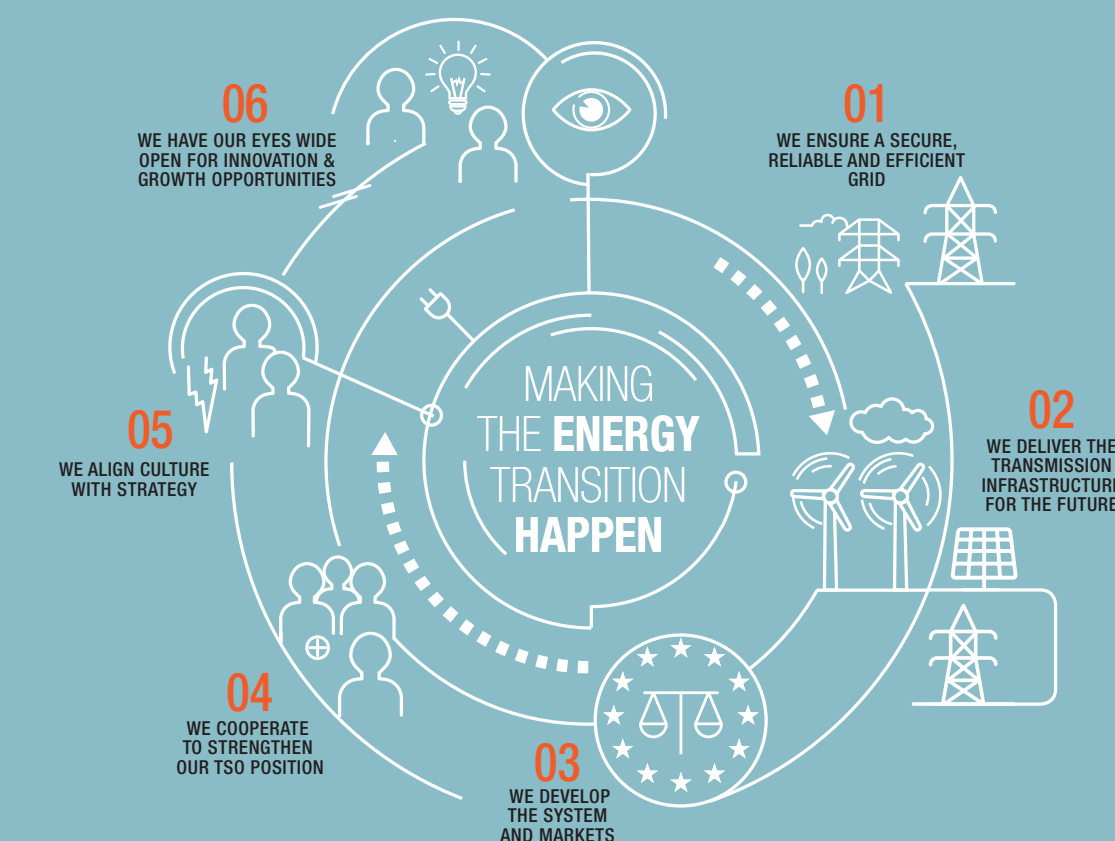 01
WE ENSURE A SECURE,
RELIABLE AND EFFICIENT
GRID
02
WE DELIVER THE
TRANSMISSION
INFRASTRUCTURE
FOR THE FUTURE
03
WE DEVELOP
THE SYSTEM
AND MARKETS
04
WE COOPERATE
TO STRENGTHEN
OUR TSO POSITION
05
WE ALIGN CULTURE
WITH STRATEGY
06
WE HAVE OUR EYES WIDE
OPEN FOR INNOVATION &
GROWTH OPPORTUNITIES
MAKING
THE ENERGY
TRANSITION
HAPPEN